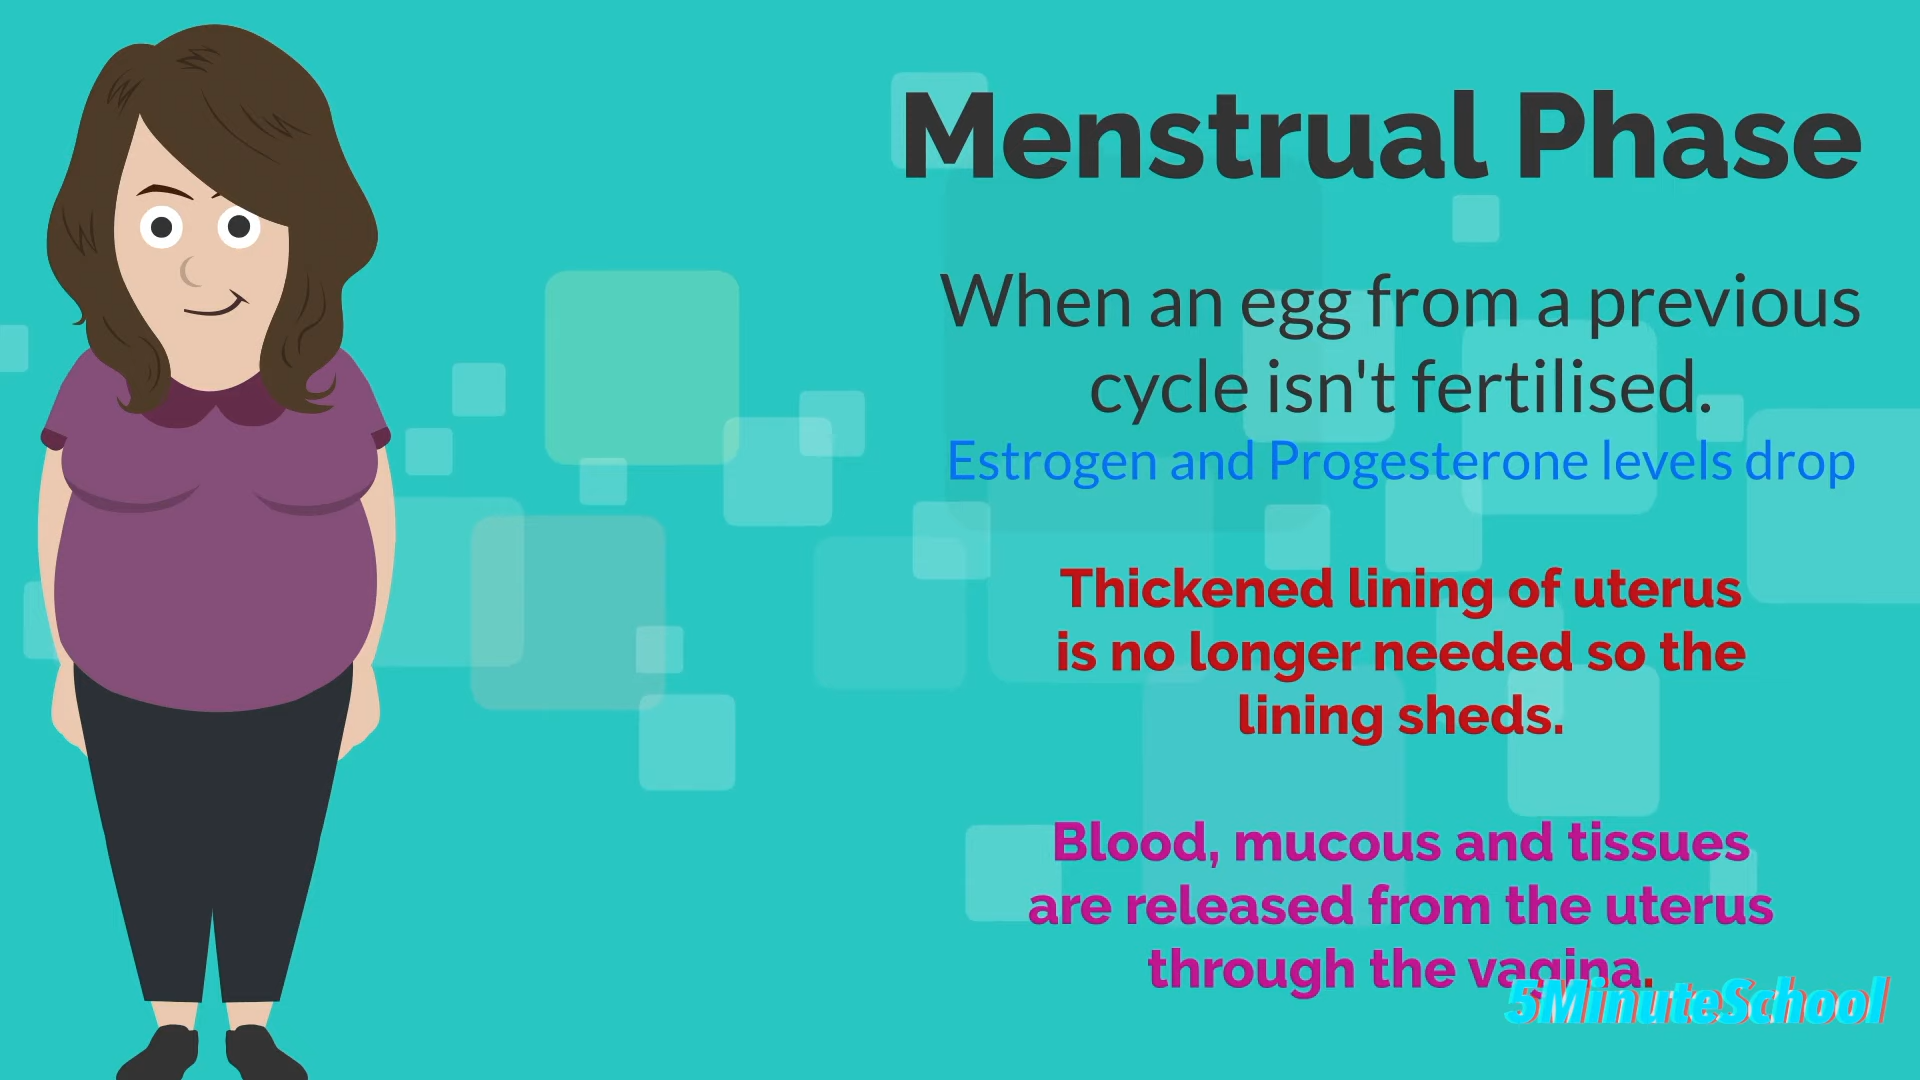 Menstrual Phase
When an egg from a previous
cycle isn't fertilised.
Estrogen and Progesterone levels drop
Thickened lining of uterus
is no longer needed so the
lining sheds.
Blood, mucous and tissues
are released from the uterus
through the vagina.
5MinuteSchool